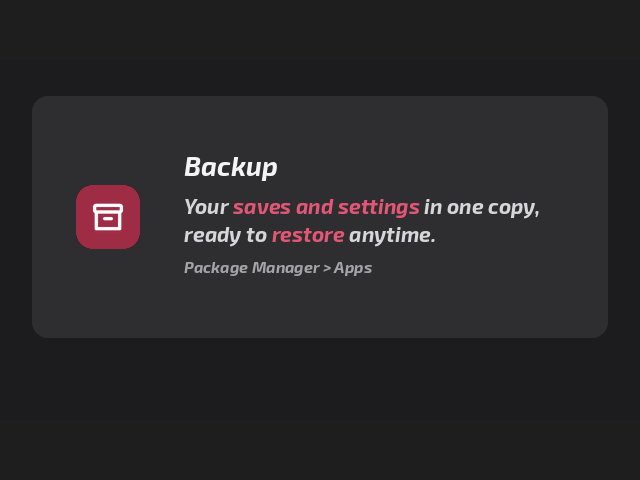 Backup
Your saves and settings in one copy,
ready to restore anytime.
Package Manager > Apps